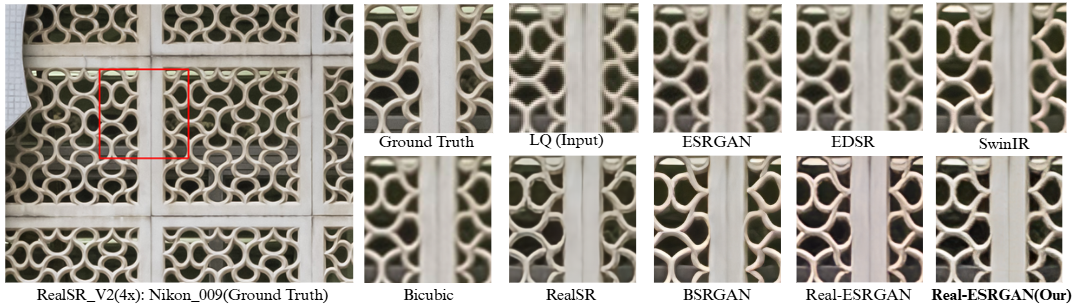 Ground Truth
LQ (Input)
ESRGAN
EDSR
SwinIR
RealSR_V2(4x): Nikon_009(Ground Truth)
Bicubic
RealSR
BSRGAN
Real-ESRGAN
Real-ESRGAN(Our)